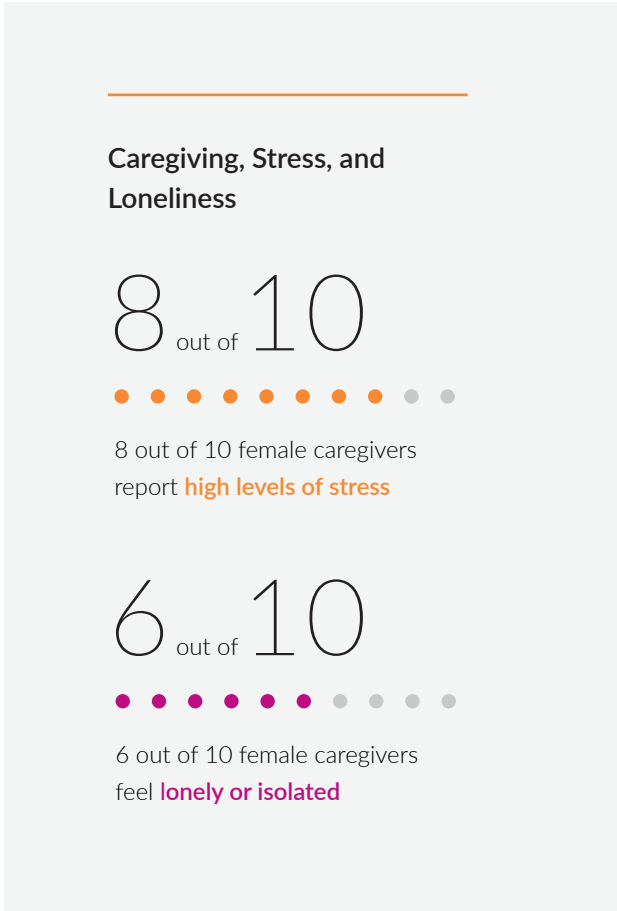 Caregiving, Stress, and
Loneliness
8 out of 10
8 out of 10 female caregivers
report high levels of stress
6 out of 10
6 out of 10 female caregivers
feel lonely or isolated